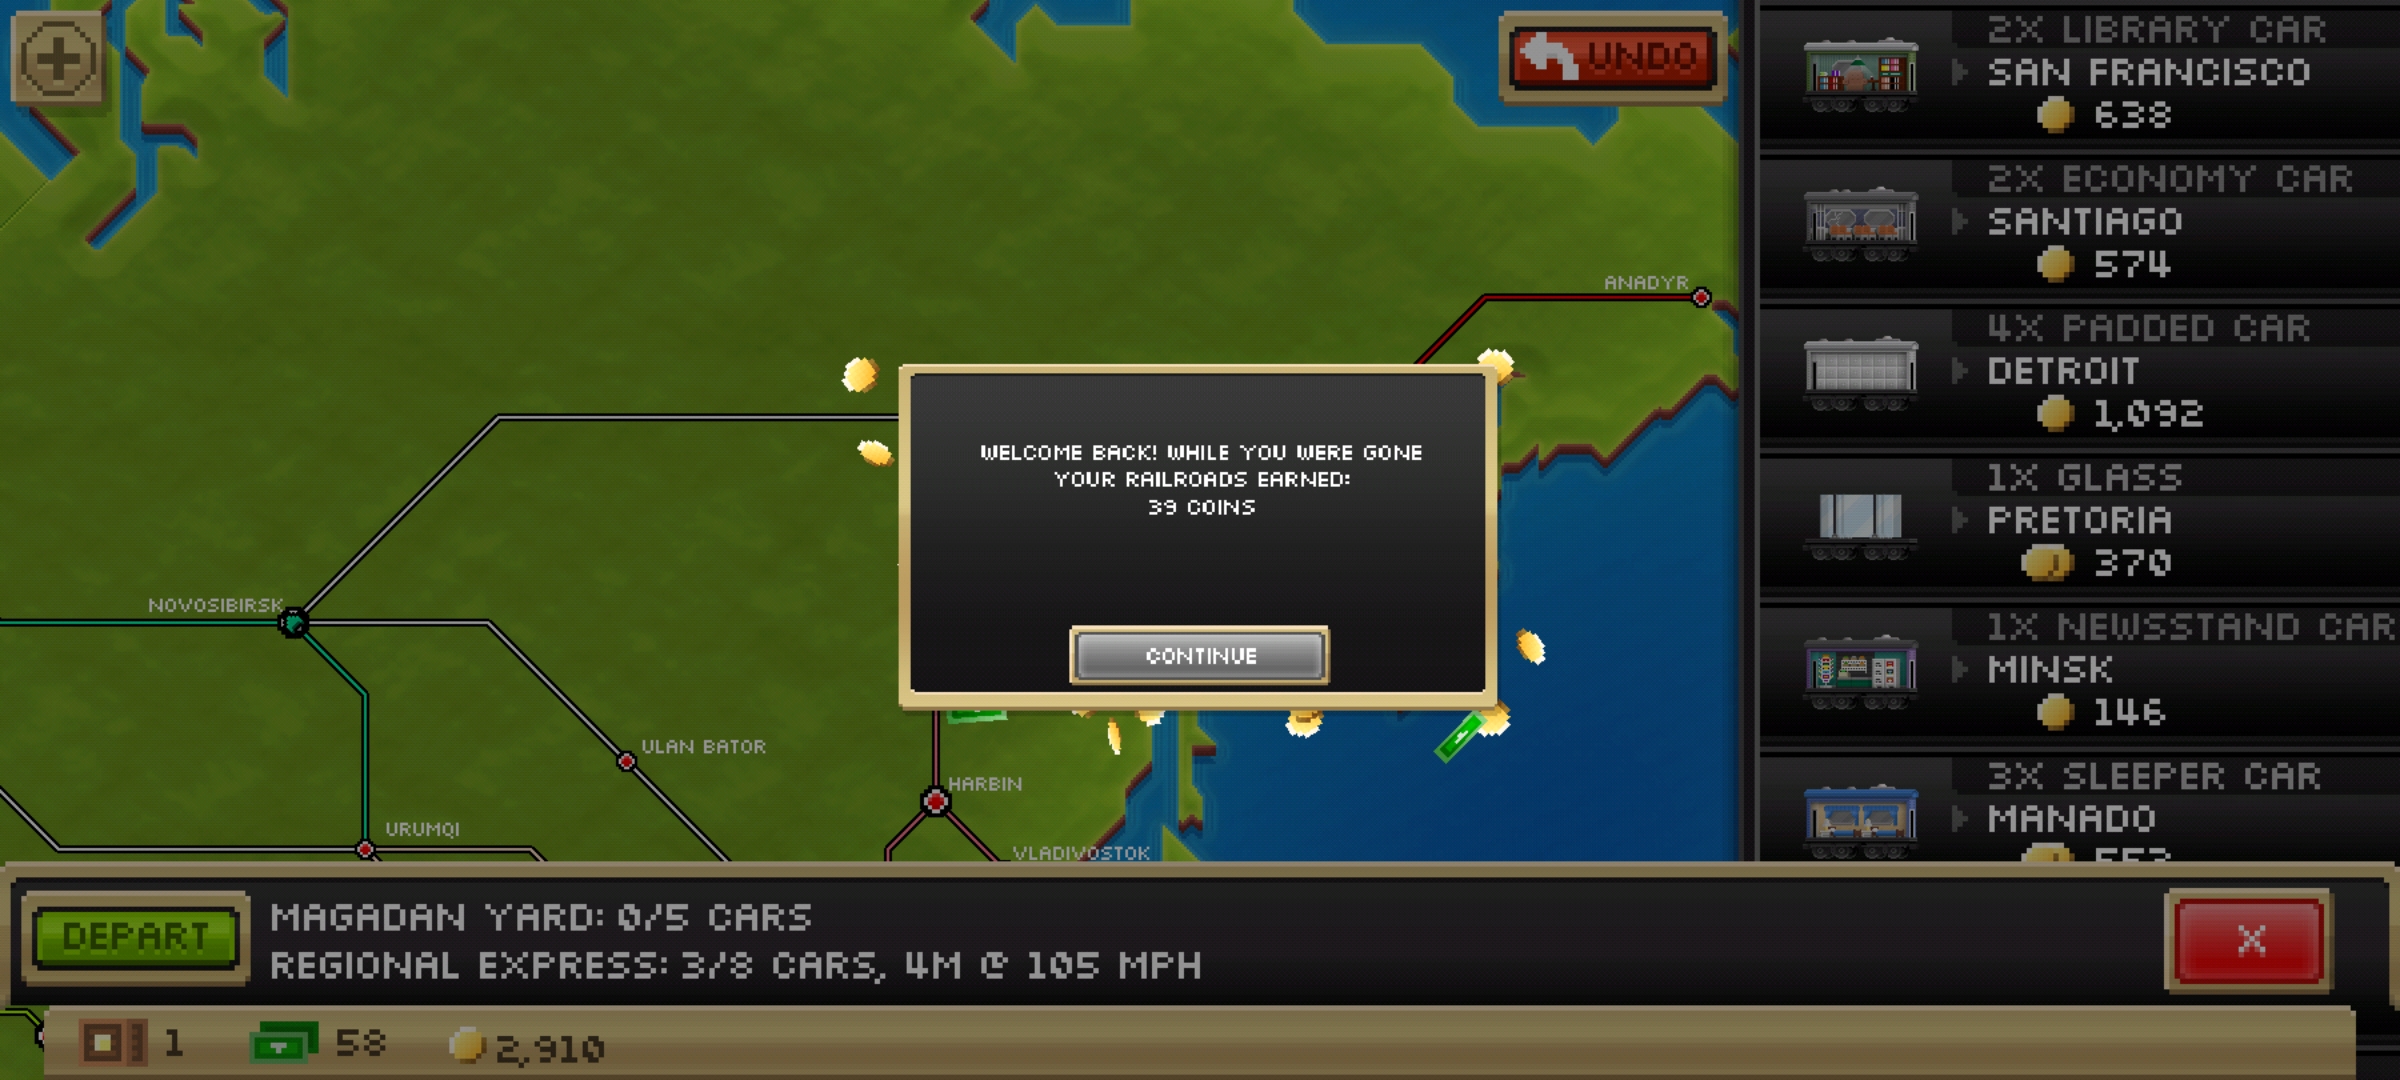 UNDO
2X LIBRARY CAR
SAN FRANCISCO
638
2X ECONOMY CAR
SANTIAGO
574
4X PADDED CAR
DETROIT
1,092
1X GLASS
PRETORIA
370
1X NEWSSTAND CAR
MINSK
146
3X SLEEPER CAR
MANADO
ANADYR
WELCOME BACK! WHILE YOU WERE GONE
YOUR RAILROADS EARNED:
39 COINS
CONTINUE
NOVOSIBIRSK
ULAN BATOR
HARBIN
URUMQI
VLADIVOSTOK
DEPART
MAGADAN YARD: 0/5 CARS
REGIONAL EXPRESS: 3/8 CARS, 4M @ 105 MPH
X
1
58
2,910